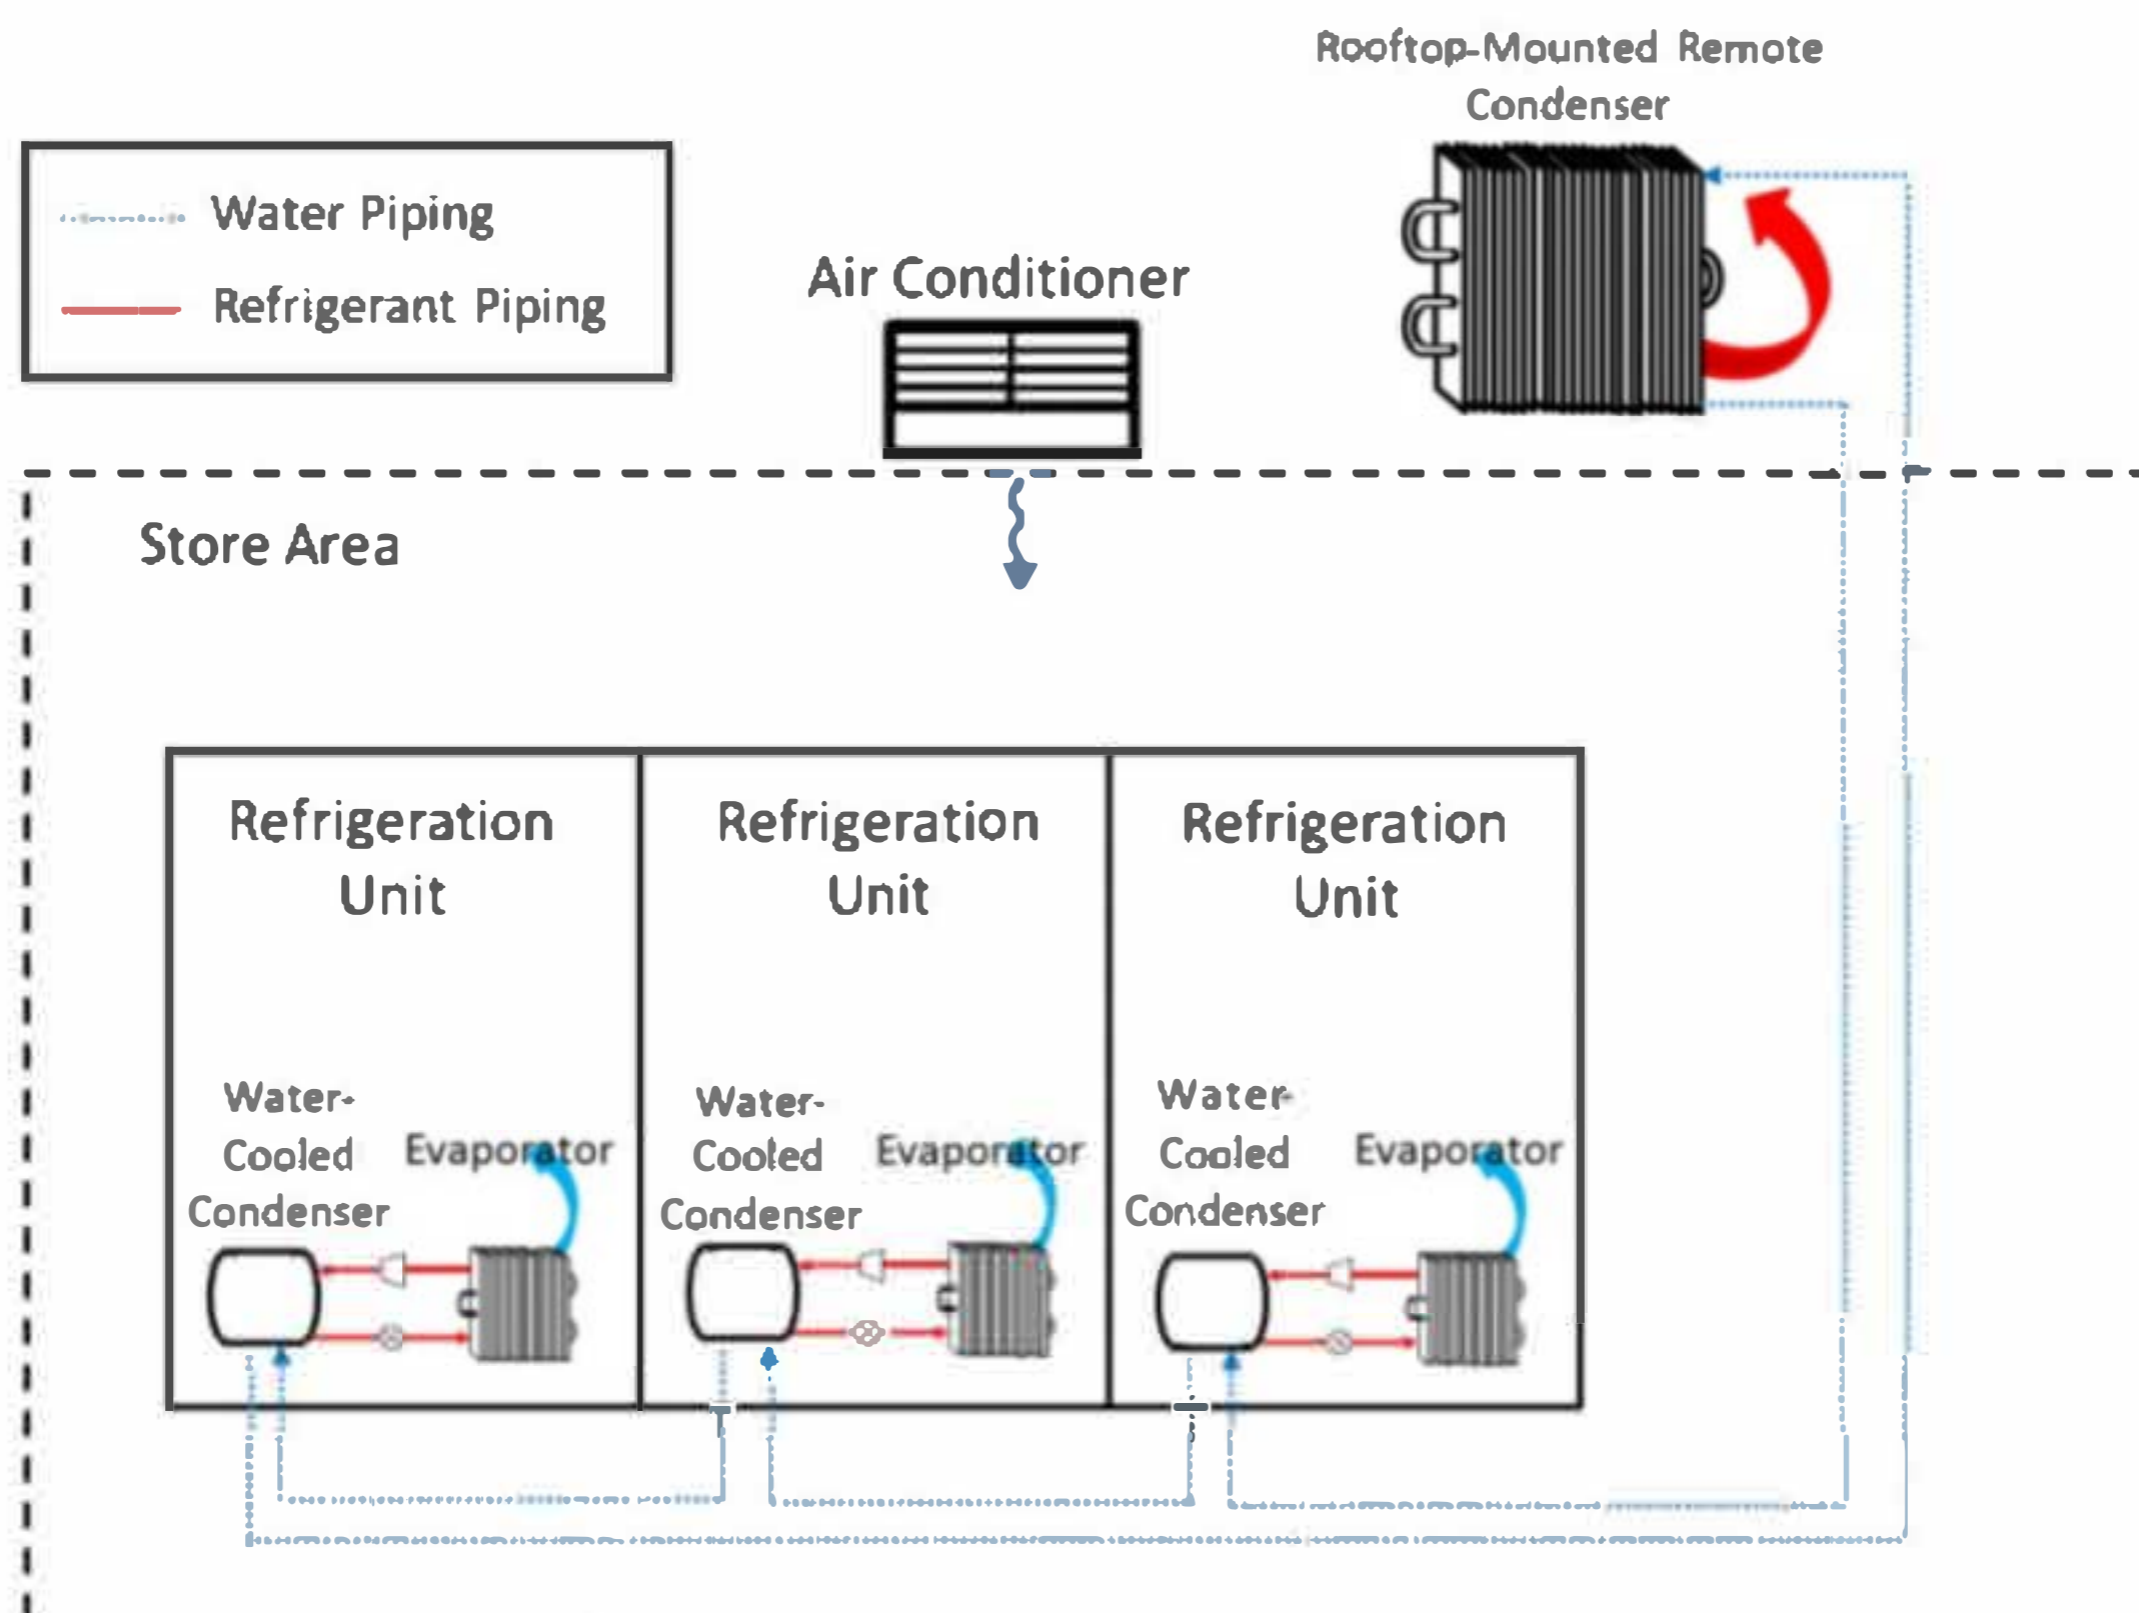 Rooftop-Mounted Remote
Condenser
Water Piping
Refrigerant Piping
Air Conditioner
Store Area
Refrigeration
Unit
Refrigeration
Unit
Refrigeration
Unit
Water-
Cooled
Condenser
Evaporator
Water-
Cooled
Condenser
Evaporator
Water-
Cooled
Condenser
Evaporator